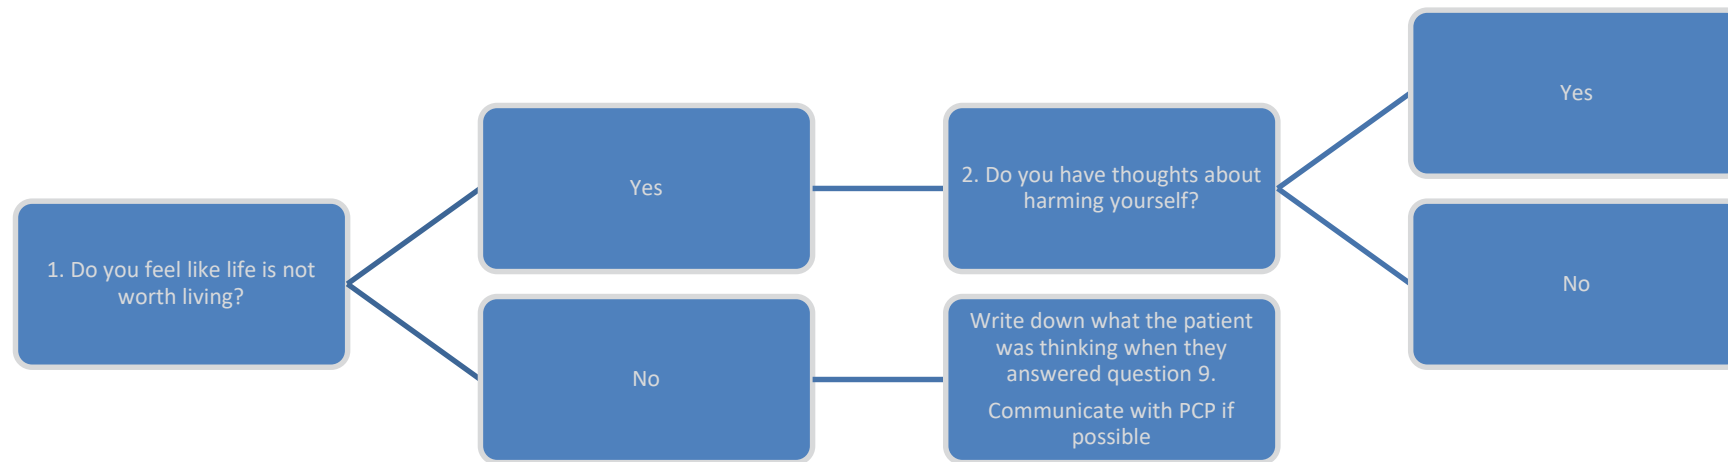 1. Do you feel like life is not
worth living?
Yes
No
2. Do you have thoughts about
harming yourself?
Write down what the patient
was thinking when they
answered question 9.
Communicate with PCP if
possible
Yes
No